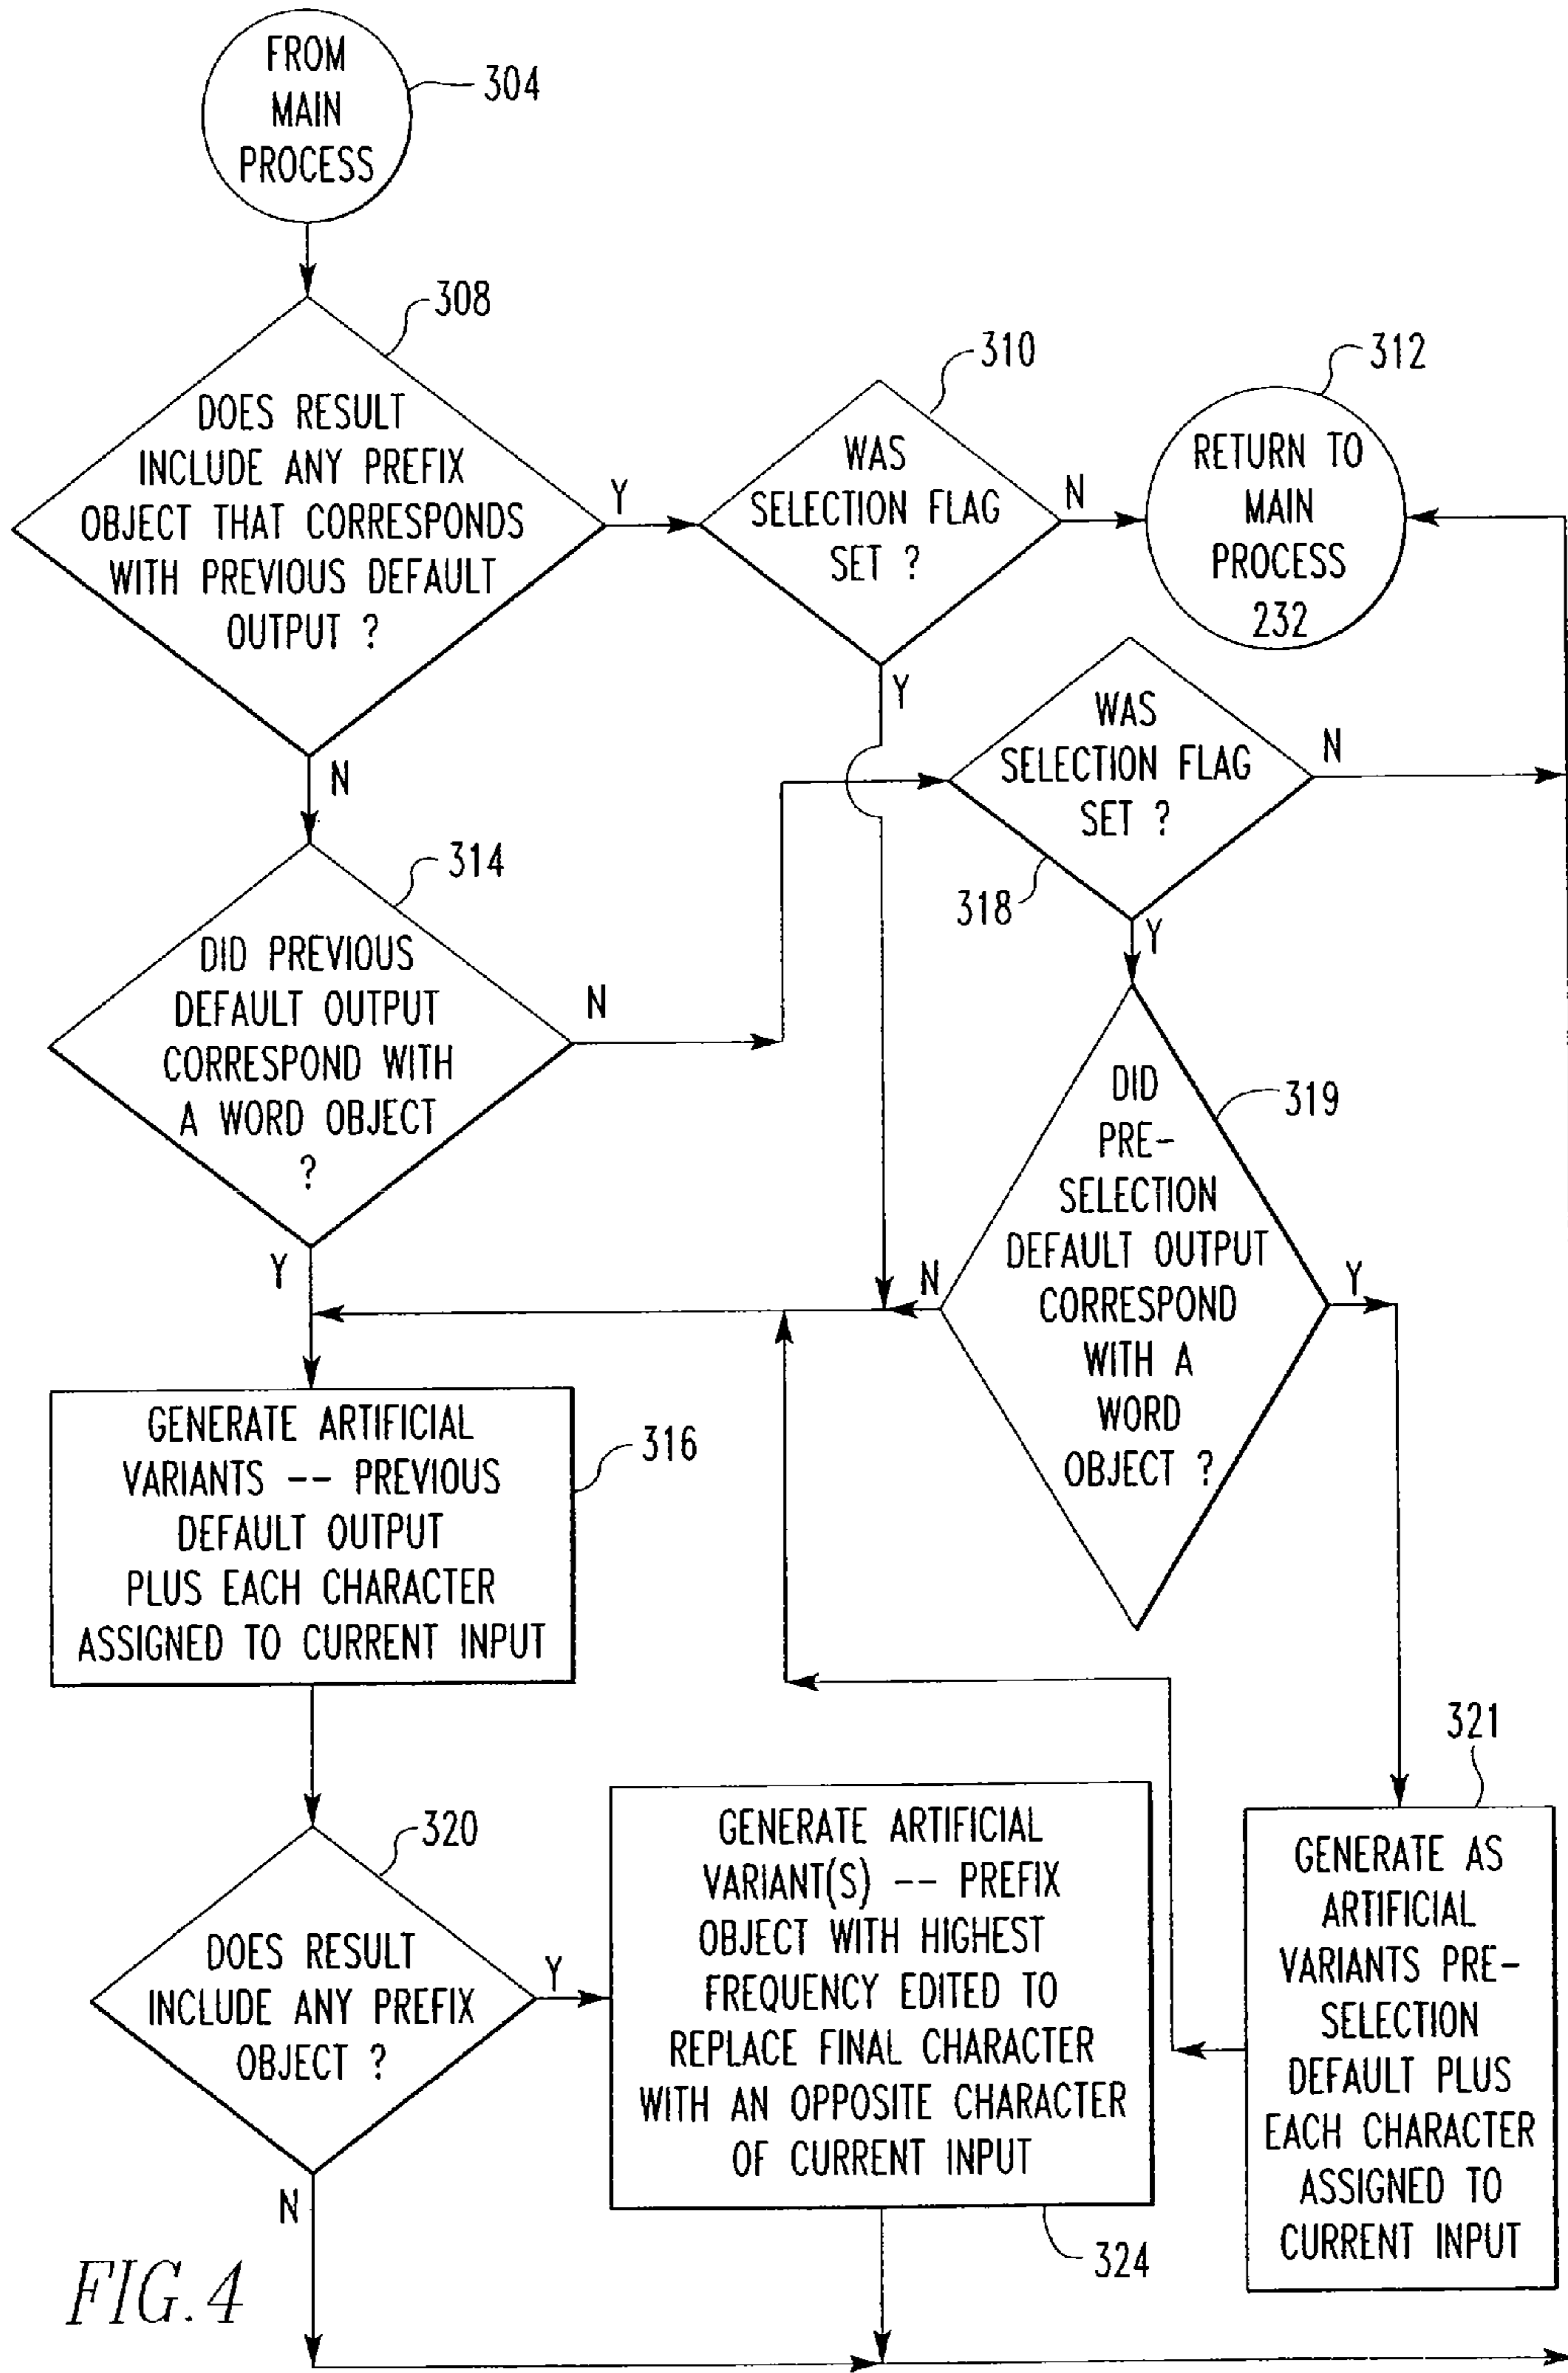 FROM
MAIN
PROCESS
304
308
DOES RESULT
INCLUDE ANY PREFIX
OBJECT THAT CORRESPONDS
WITH PREVIOUS DEFAULT
OUTPUT ?
Y
N
310
WAS
SELECTION FLAG
SET ?
N
Y
312
RETURN TO
MAIN
PROCESS
232
314
DID PREVIOUS
DEFAULT OUTPUT
CORRESPOND WITH
A WORD OBJECT
?
N
Y
WAS
SELECTION FLAG
SET ?
N
318
Y
319
DID
PRE-
SELECTION
DEFAULT OUTPUT
CORRESPOND
WITH A
WORD
OBJECT ?
N
Y
GENERATE ARTIFICIAL
VARIANTS -- PREVIOUS
DEFAULT OUTPUT
PLUS EACH CHARACTER
ASSIGNED TO CURRENT INPUT
316
320
DOES RESULT
INCLUDE ANY PREFIX
OBJECT ?
Y
N
GENERATE ARTIFICIAL
VARIANT(S) -- PREFIX
OBJECT WITH HIGHEST
FREQUENCY EDITED TO
REPLACE FINAL CHARACTER
WITH AN OPPOSITE CHARACTER
OF CURRENT INPUT
324
321
GENERATE AS
ARTIFICIAL
VARIANTS PRE-
SELECTION
DEFAULT PLUS
EACH CHARACTER
ASSIGNED TO
CURRENT INPUT
FIG.4